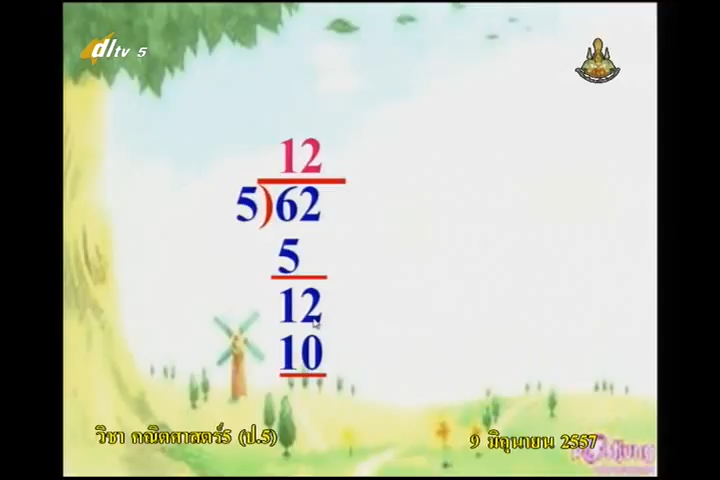 dltv 5
12
5)62
5
12
10
วิชา คณิตศาสตร์5 (ป.5)
9 มิถุนายน 2557